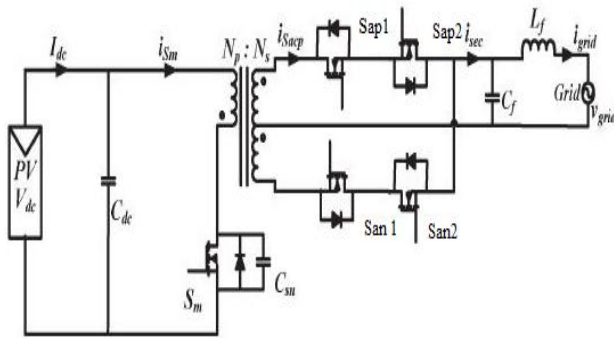 I_dc
i_Sm
N_p : N_s
i_Sacp
Sap1
Sap2
i_sec
L_f
i_grid
PV
V_dc
C_dc
C_f
Grid
v_grid
San 1
San2
S_m
C_sn